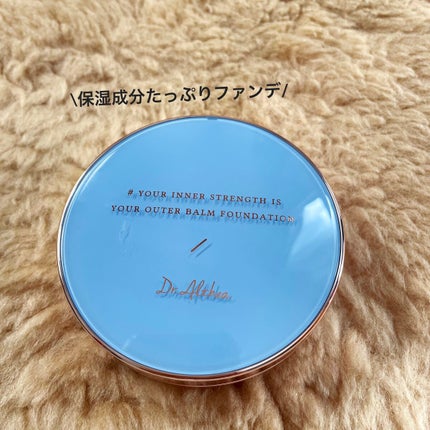 \保湿成分たっぷりファンデ/
# YOUR INNER STRENGTH IS
YOUR OUTER BALM FOUNDATION
Dr.Althea